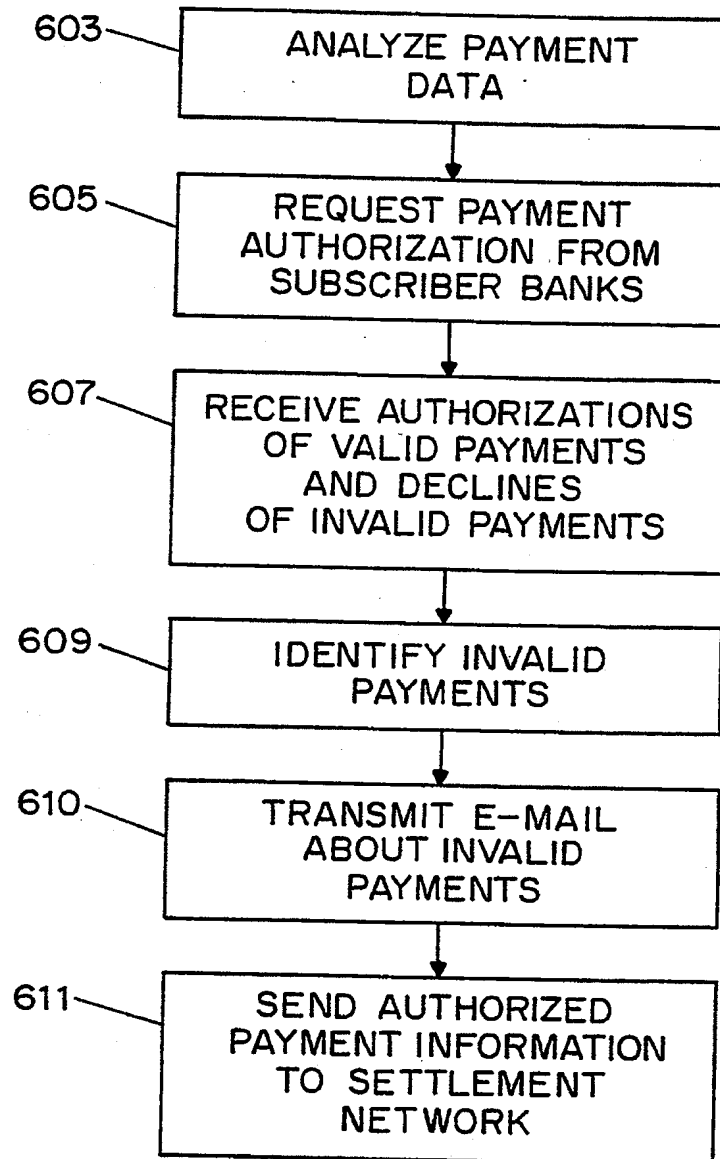 603
ANALYZE PAYMENT
DATA
605
REQUEST PAYMENT
AUTHORIZATION FROM
SUBSCRIBER BANKS
607
RECEIVE AUTHORIZATIONS
OF VALID PAYMENTS
AND DECLINES
OF INVALID PAYMENTS
609
IDENTIFY INVALID
PAYMENTS
610
TRANSMIT E-MAIL
ABOUT INVALID
PAYMENTS
611
SEND AUTHORIZED
PAYMENT INFORMATION
TO SETTLEMENT
NETWORK